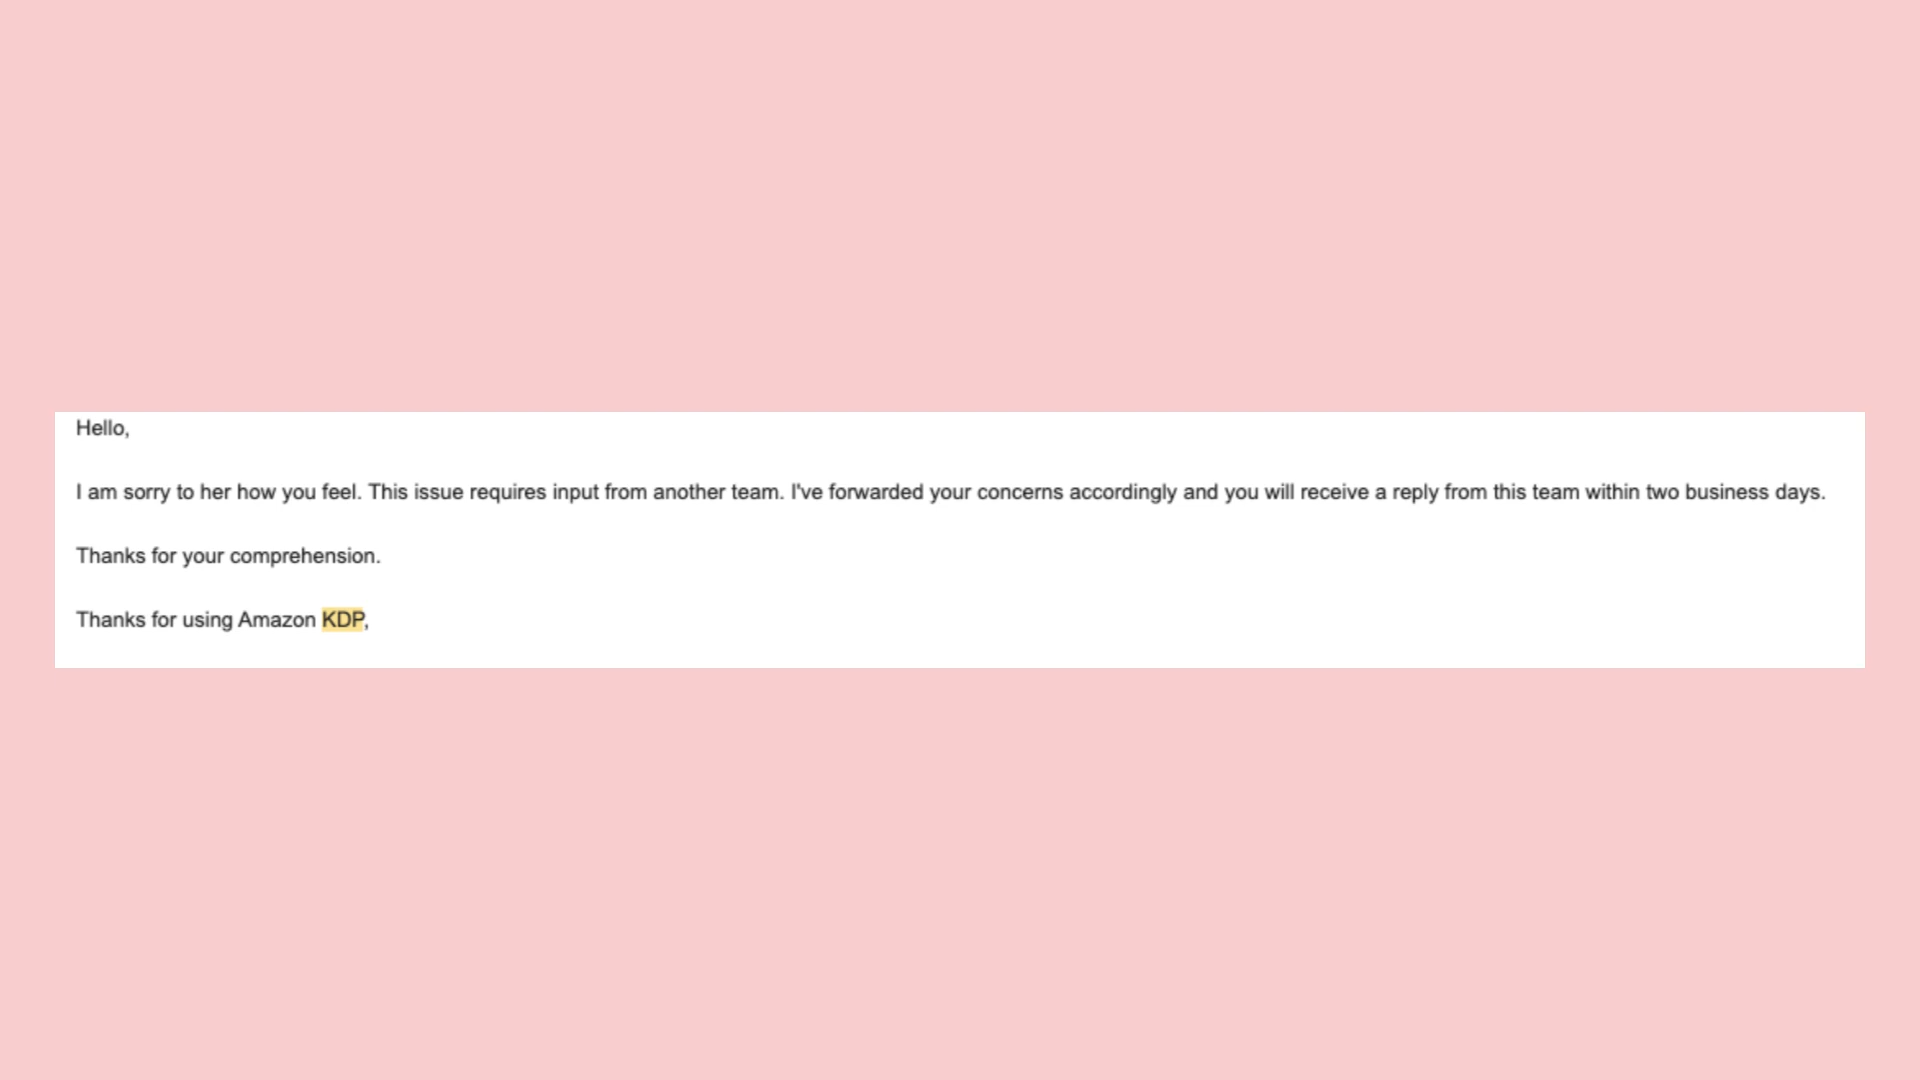 Hello,
I am sorry to her how you feel. This issue requires input from another team. I've forwarded your concerns accordingly and you will receive a reply from this team within two business days.
Thanks for your comprehension.
Thanks for using Amazon KDP,